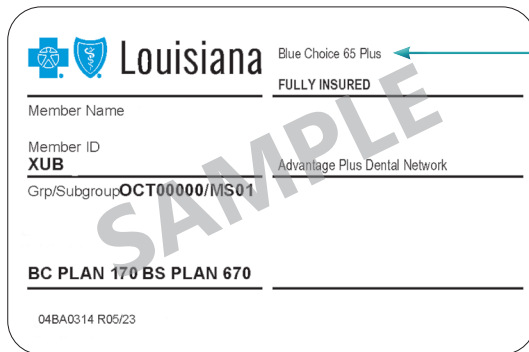 Louisiana
Blue Choice 65 Plus
FULLY INSURED
Member Name
Member ID
XUB
Advantage Plus Dental Network
Grp/SubgroupOCT00000/MS01
SAMPLE
BC PLAN 170 BS PLAN 670
04BA0314 R05/23